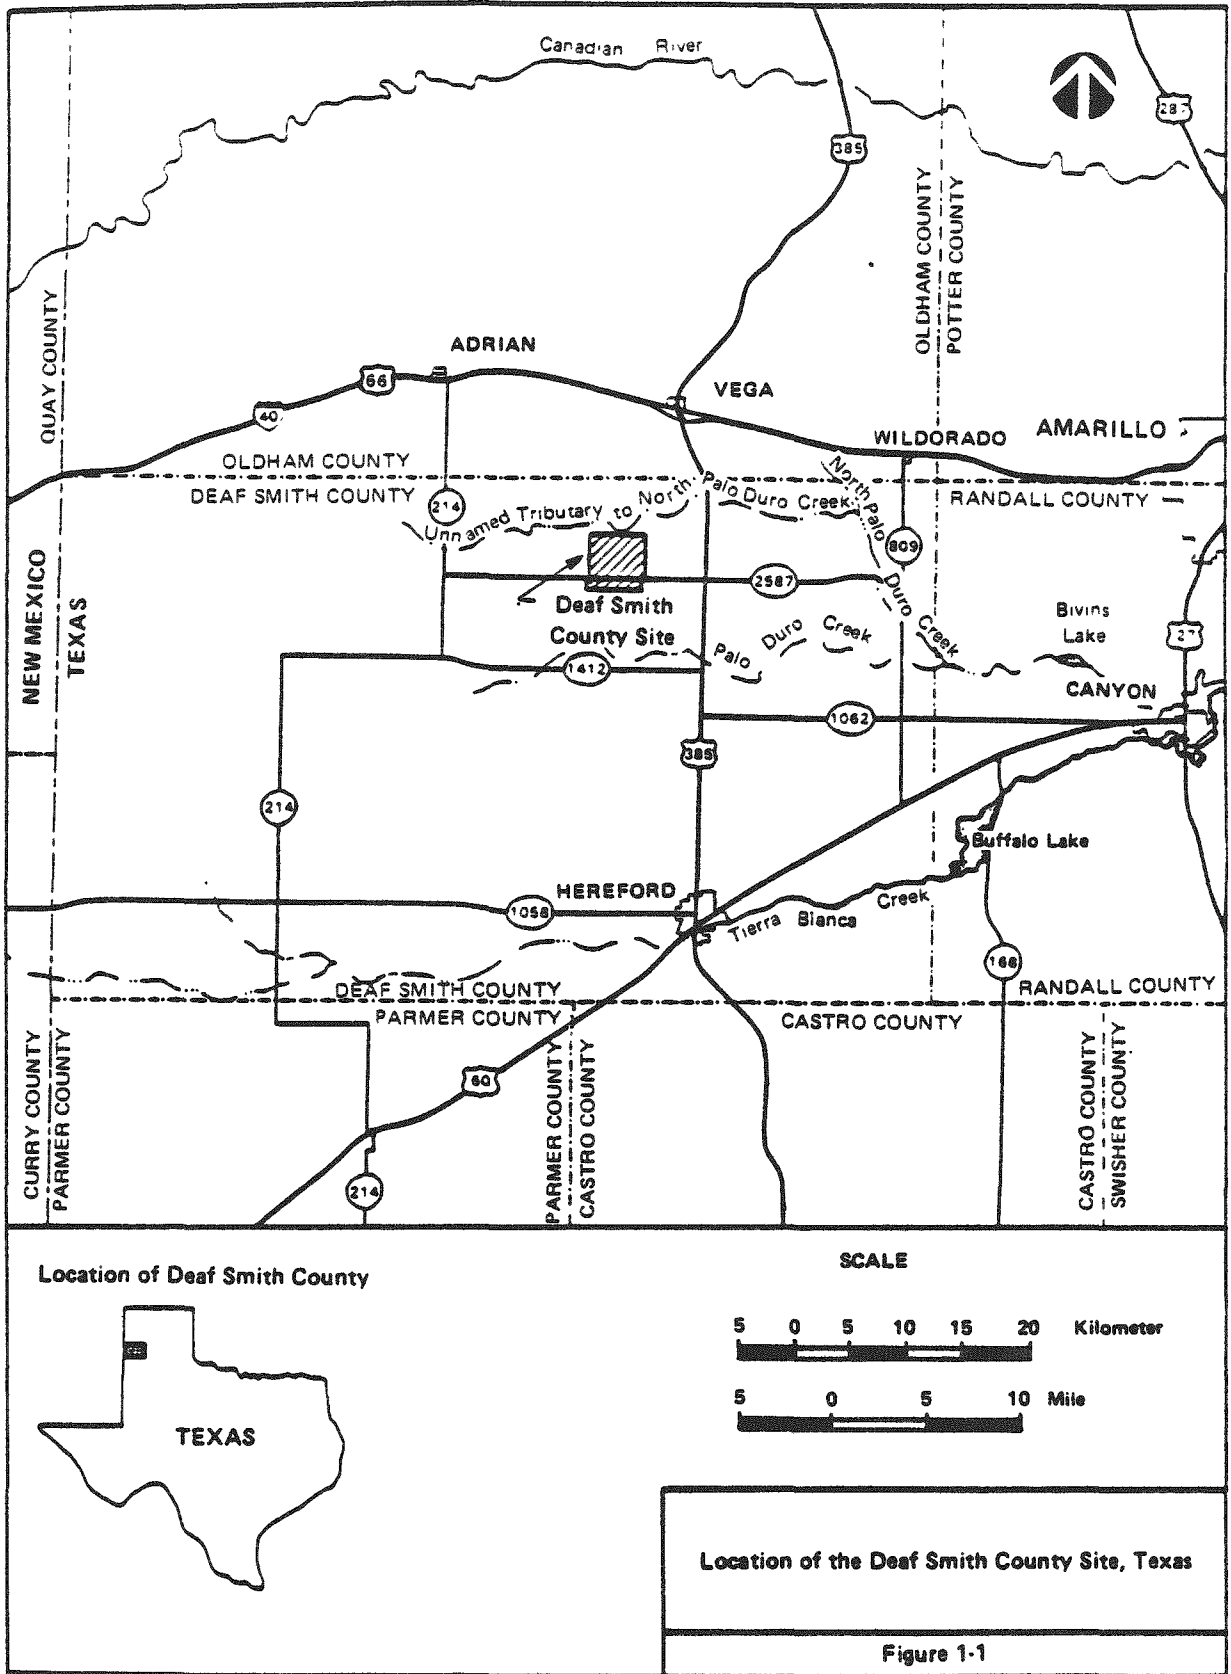 Canadian River
287
385
OLDHAM COUNTY
POTTER COUNTY
QUAY COUNTY
ADRIAN
66
40
VEGA
WILDORADO
AMARILLO
OLDHAM COUNTY
DEAF SMITH COUNTY
RANDALL COUNTY
214
Unnamed Tributary to North Palo Duro Creek
North Palo Duro Creek
809
2587
Deaf Smith
County Site
NEW MEXICO
TEXAS
Bivins
Lake
27
Palo Duro Creek
1412
CANYON
1062
385
214
Buffalo Lake
HEREFORD
1058
Tierra Blanca Creek
168
DEAF SMITH COUNTY
RANDALL COUNTY
PARMER COUNTY
CASTRO COUNTY
60
CURRY COUNTY
PARMER COUNTY
PARMER COUNTY
CASTRO COUNTY
CASTRO COUNTY
SWISHER COUNTY
214
Location of Deaf Smith County
TEXAS
SCALE
5 0 5 10 15 20 Kilometer
5 0 5 10 Mile
Location of the Deaf Smith County Site, Texas
Figure 1-1